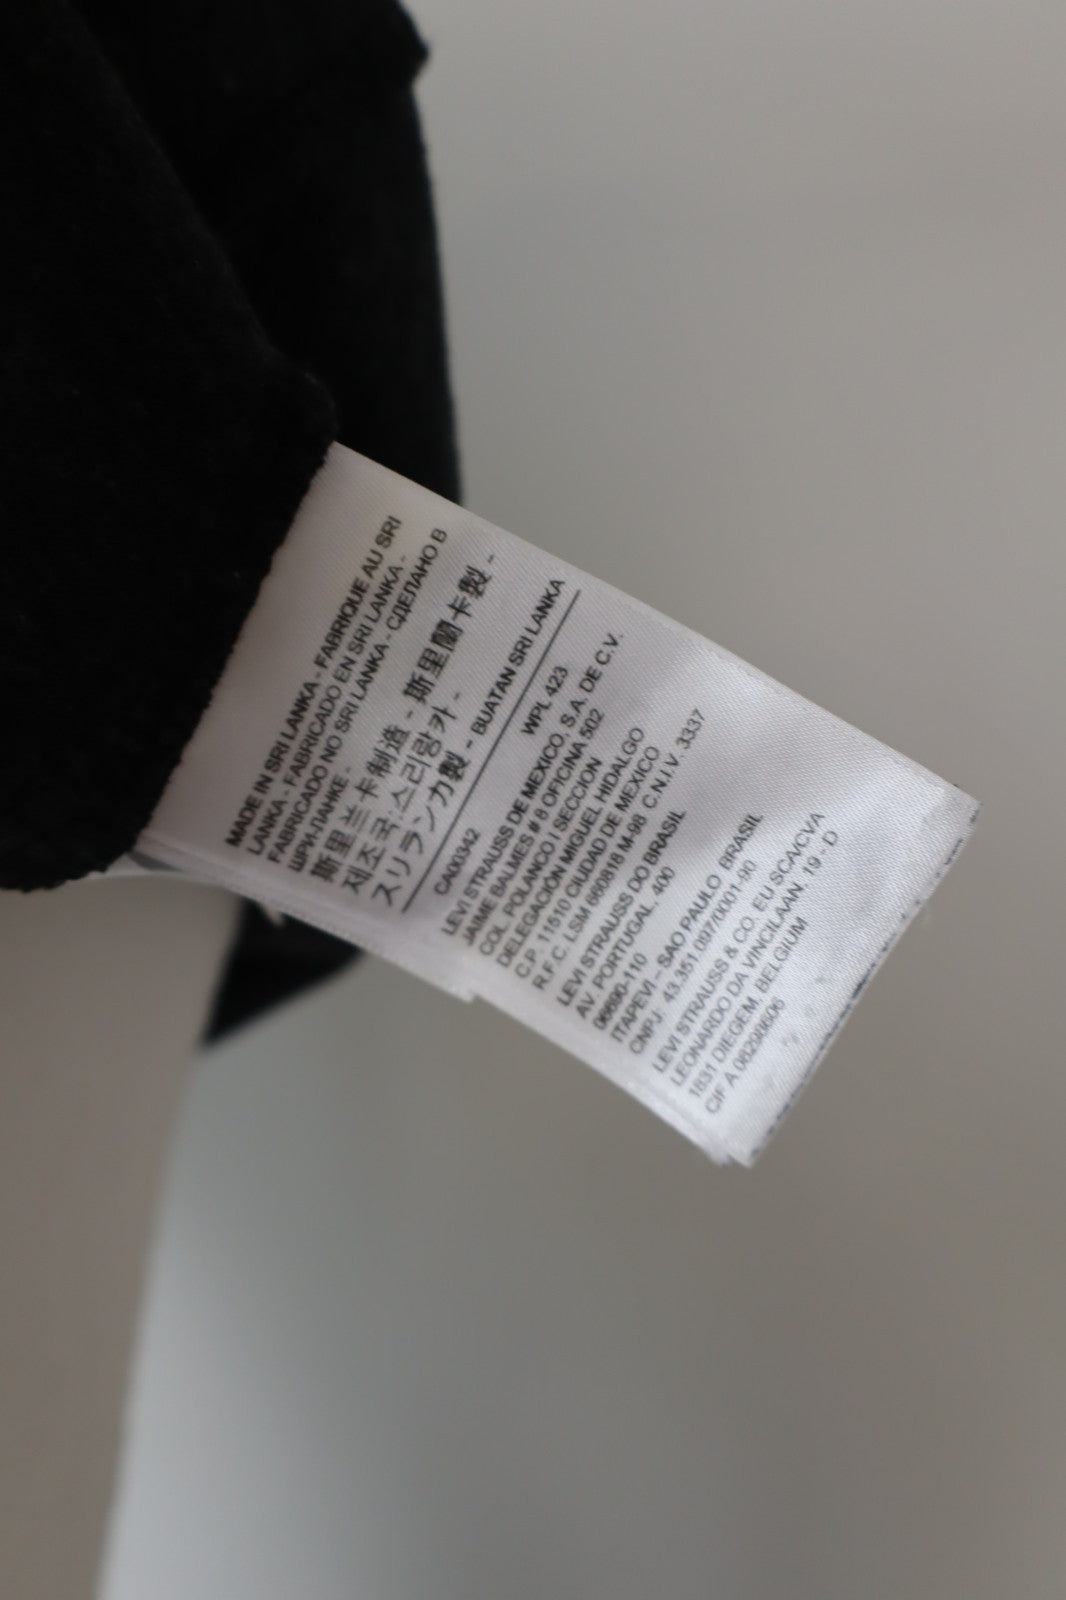 MADE IN SRI LANKA - FABRIQUE AU SRI
LANKA - FABRICADO EN SRI LANKA -
FABRICADO NO SRI LANKA - СДЕЛАНО В
ШРИ-ЛАНКЕ -
斯里兰卡制造 - 斯里蘭卡製 -
제조국스리랑카 -
スリランカ製 - BUATAN SRI LANKA
CA00342 WPL 423
LEVI STRAUSS DE MEXICO, S.A. DE C.V.
JAIME BALMES # 8 OFICINA 502
COL. POLANCO I SECCION
DELEGACIÓN MIGUEL HIDALGO
C.P. 11510 CIUDAD DE MEXICO
R.F.C. LSM 660818 M-98 C.N.I.V. 3337
LEVI STRAUSS DO BRASIL
AV. PORTUGAL, 400
06696-110
ITAPEVI – SAO PAULO BRASIL
CNPJ: 43.351.097/0001-90
LEVI STRAUSS & CO. EU SCA/CVA
LEONARDO DA VINCILAAN, 19 - D
1831 DIEGEM, BELGIUM
CIF A 08290606